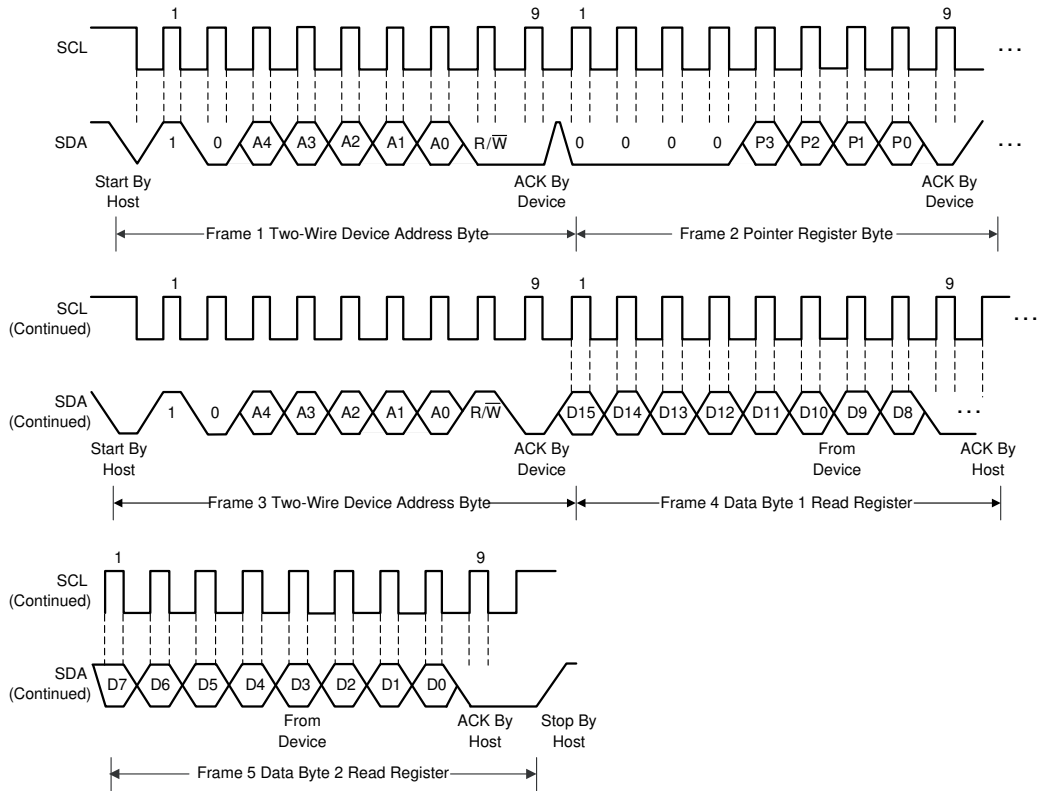 1 9 1 9
SCL ...
SDA 1 0 A4 A3 A2 A1 A0 R/W̅ 0 0 0 0 P3 P2 P1 P0 ...
Start By Host
ACK By Device
ACK By Device
Frame 1 Two-Wire Device Address Byte
Frame 2 Pointer Register Byte
1 9 1 9
SCL (Continued) ...
SDA (Continued) 1 0 A4 A3 A2 A1 A0 R/W̅ D15 D14 D13 D12 D11 D10 D9 D8 ...
Start By Host
ACK By Device
From Device
ACK By Host
Frame 3 Two-Wire Device Address Byte
Frame 4 Data Byte 1 Read Register
1 9
SCL (Continued)
SDA (Continued) D7 D6 D5 D4 D3 D2 D1 D0
From Device
ACK By Host
Stop By Host
Frame 5 Data Byte 2 Read Register